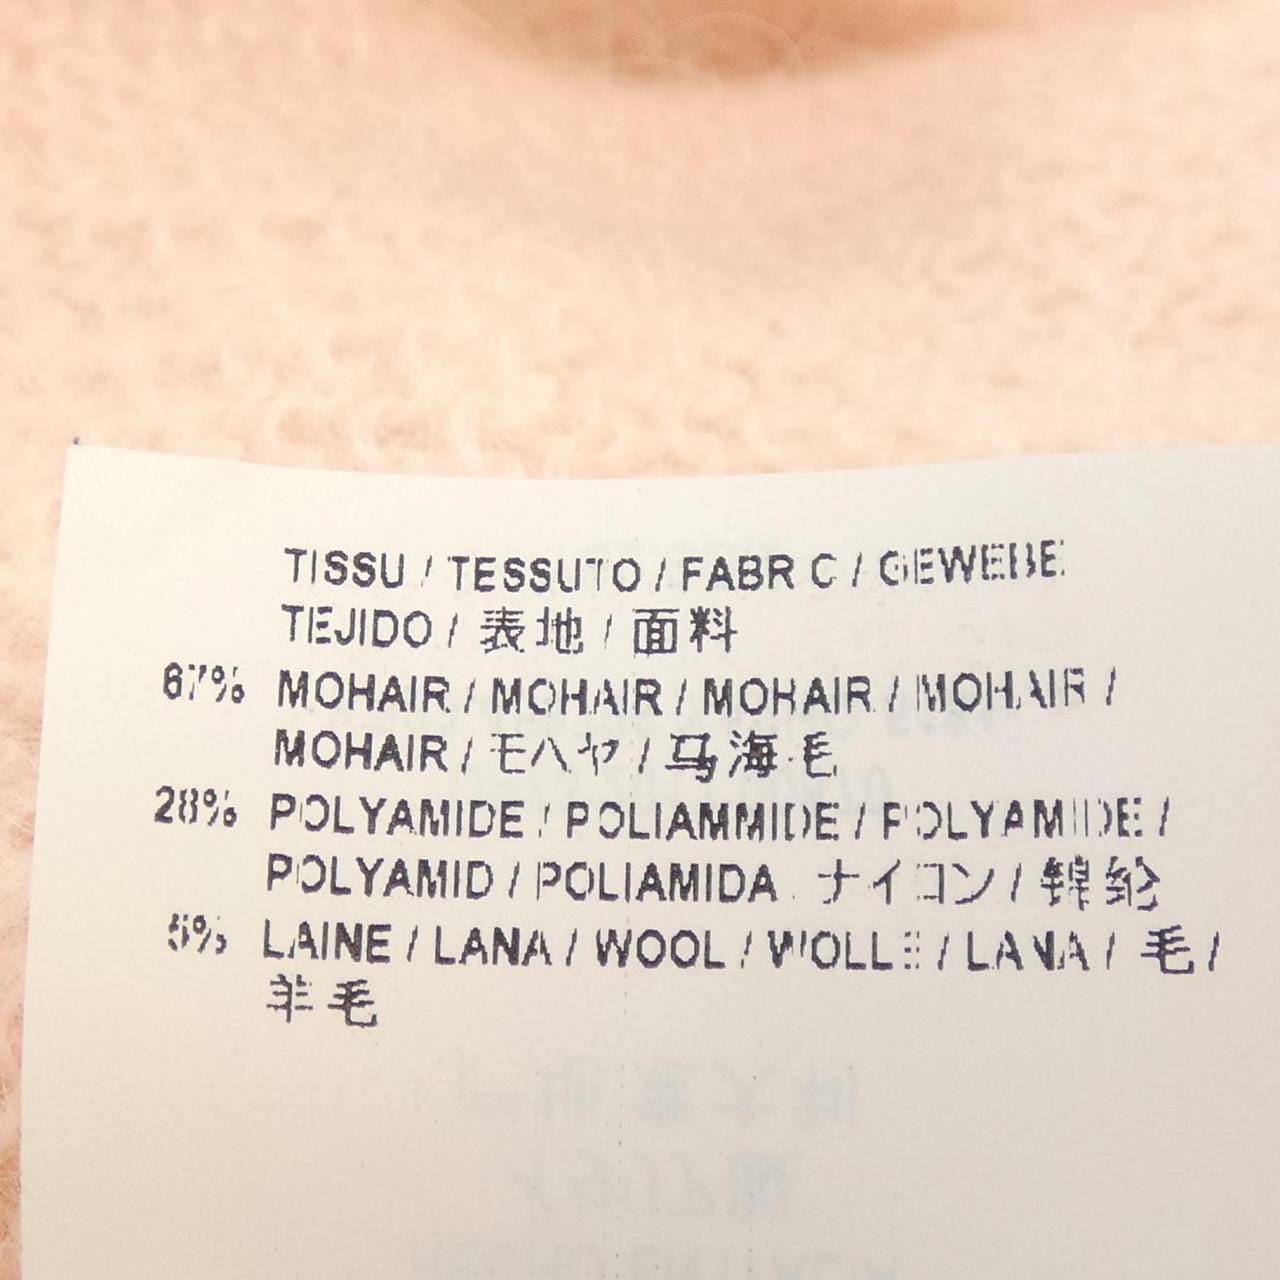 TISSU / TESSUTO / FABRIC / GEWEBE
TEJIDO / 表地 / 面料
67% MOHAIR / MOHAIR / MOHAIR / MOHAIR /
MOHAIR / モヘヤ / 马海毛
28% POLYAMIDE / POLIAMMIDE / POLYAMIDE /
POLYAMID / POLIAMIDA / ナイロン / 锦纶
5% LAINE / LANA / WOOL / WOLLE / LANA / 毛 /
羊毛